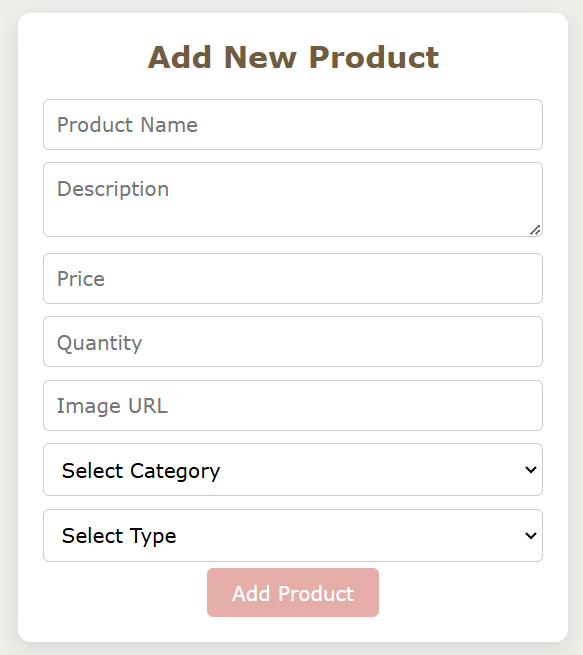 Add New Product
Product Name
Description
Price
Quantity
Image URL
Select Category
Select Type
Add Product